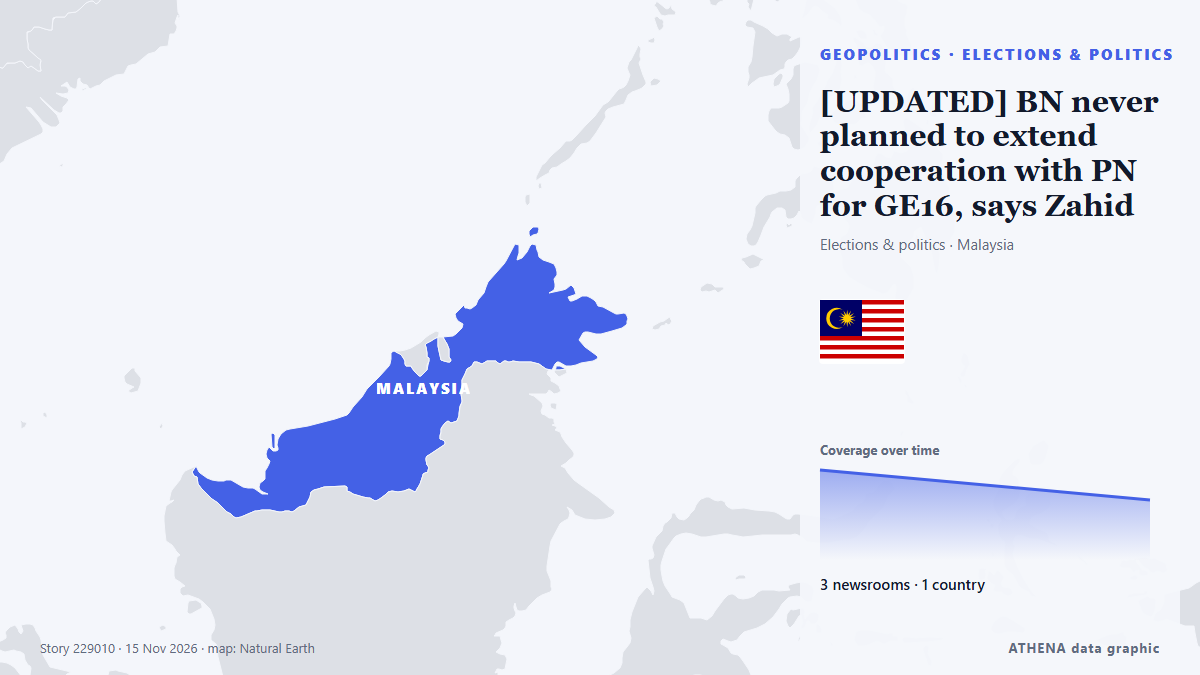 GEOPOLITICS · ELECTIONS & POLITICS
[UPDATED] BN never
planned to extend
cooperation with PN
for GE16, says Zahid
Elections & politics · Malaysia
MALAYSIA
Coverage over time
3 newsrooms · 1 country
Story 229010 · 15 Nov 2026 · map: Natural Earth
ATHENA data graphic